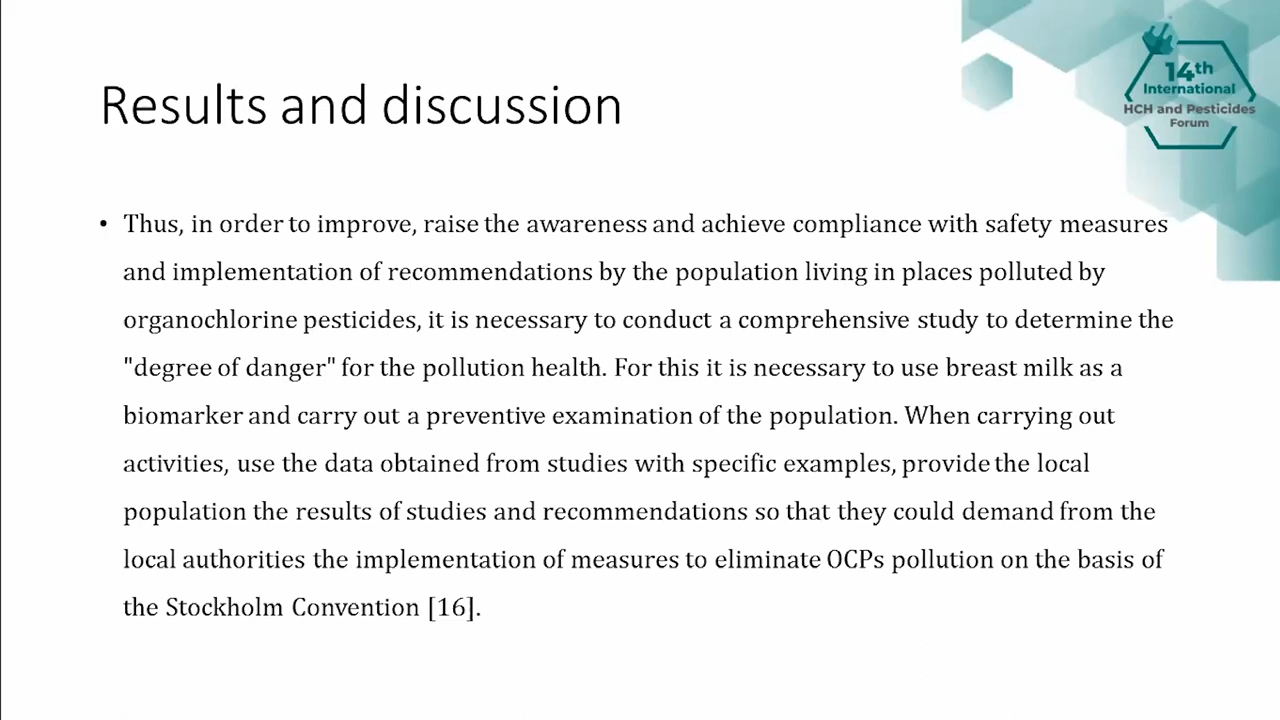 Results and discussion
14th
International
HCH and Pesticides
Forum
• Thus, in order to improve, raise the awareness and achieve compliance with safety measures
and implementation of recommendations by the population living in places polluted by
organochlorine pesticides, it is necessary to conduct a comprehensive study to determine the
"degree of danger" for the pollution health. For this it is necessary to use breast milk as a
biomarker and carry out a preventive examination of the population. When carrying out
activities, use the data obtained from studies with specific examples, provide the local
population the results of studies and recommendations so that they could demand from the
local authorities the implementation of measures to eliminate OCPs pollution on the basis of
the Stockholm Convention [16].